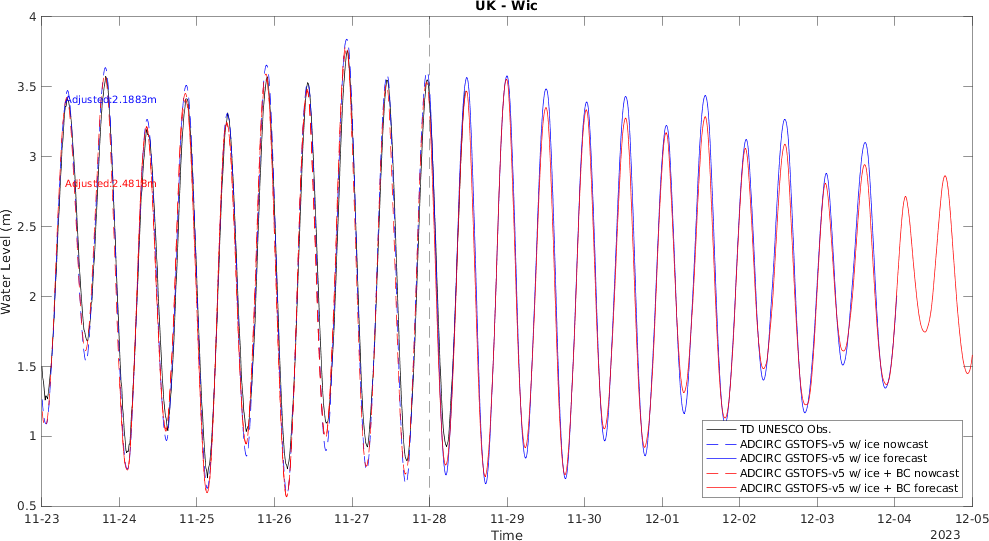 UK - Wic
Water Level (m)
4
3.5
3
2.5
2
1.5
1
0.5
Adjusted:2.1883m
Adjusted:2.4818m
TD UNESCO Obs.
ADCIRC GSTOFS-v5 w/ ice nowcast
ADCIRC GSTOFS-v5 w/ ice forecast
ADCIRC GSTOFS-v5 w/ ice + BC nowcast
ADCIRC GSTOFS-v5 w/ ice + BC forecast
11-23 11-24 11-25 11-26 11-27 11-28 11-29 11-30 12-01 12-02 12-03 12-04 12-05
Time
2023